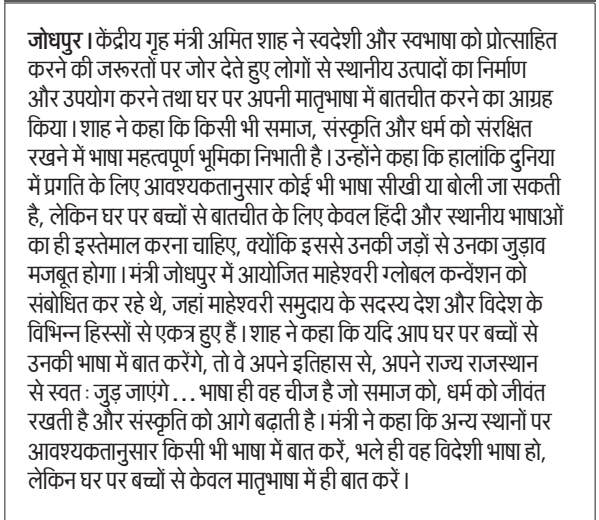 जोधपुर। केंद्रीय गृह मंत्री अमित शाह ने स्वदेशी और स्वभाषा को प्रोत्साहित
करने की जरूरतों पर जोर देते हुए लोगों से स्थानीय उत्पादों का निर्माण
और उपयोग करने तथा घर पर अपनी मातृभाषा में बातचीत करने का आग्रह
किया। शाह ने कहा कि किसी भी समाज, संस्कृति और धर्म को संरक्षित
रखने में भाषा महत्वपूर्ण भूमिका निभाती है। उन्होंने कहा कि हालांकि दुनिया
में प्रगति के लिए आवश्यकतानुसार कोई भी भाषा सीखी या बोली जा सकती
है, लेकिन घर पर बच्चों से बातचीत के लिए केवल हिंदी और स्थानीय भाषाओं
का ही इस्तेमाल करना चाहिए, क्योंकि इससे उनकी जड़ों से उनका जुड़ाव
मजबूत होगा। मंत्री जोधपुर में आयोजित माहेश्वरी ग्लोबल कन्वेंशन को
संबोधित कर रहे थे, जहां माहेश्वरी समुदाय के सदस्य देश और विदेश के
विभिन्न हिस्सों से एकत्र हुए हैं। शाह ने कहा कि यदि आप घर पर बच्चों से
उनकी भाषा में बात करेंगे, तो वे अपने इतिहास से, अपने राज्य राजस्थान
से स्वत: जुड़ जाएंगे... भाषा ही वह चीज है जो समाज को, धर्म को जीवंत
रखती है और संस्कृति को आगे बढ़ाती है। मंत्री ने कहा कि अन्य स्थानों पर
आवश्यकतानुसार किसी भी भाषा में बात करें, भले ही वह विदेशी भाषा हो,
लेकिन घर पर बच्चों से केवल मातृभाषा में ही बात करें।